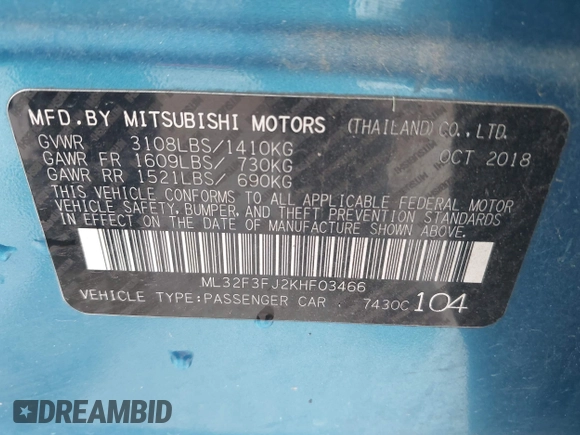 MFD.BY MITSUBISHI MOTORS (THAILAND)CO.,LTD.
GVWR 3108LBS/1410KG
GAWR FR 1609LBS/ 730KG OCT 2018
GAWR RR 1521LBS/ 690KG
THIS VEHICLE CONFORMS TO ALL APPLICABLE FEDERAL MOTOR
VEHICLE SAFETY, BUMPER, AND THEFT PREVENTION STANDARDS
IN EFFECT ON THE DATE OF MANUFACTURE SHOWN ABOVE.
ML32F3FJ2KHF03466
VEHICLE TYPE:PASSENGER CAR 7430C 104
DREAMBID